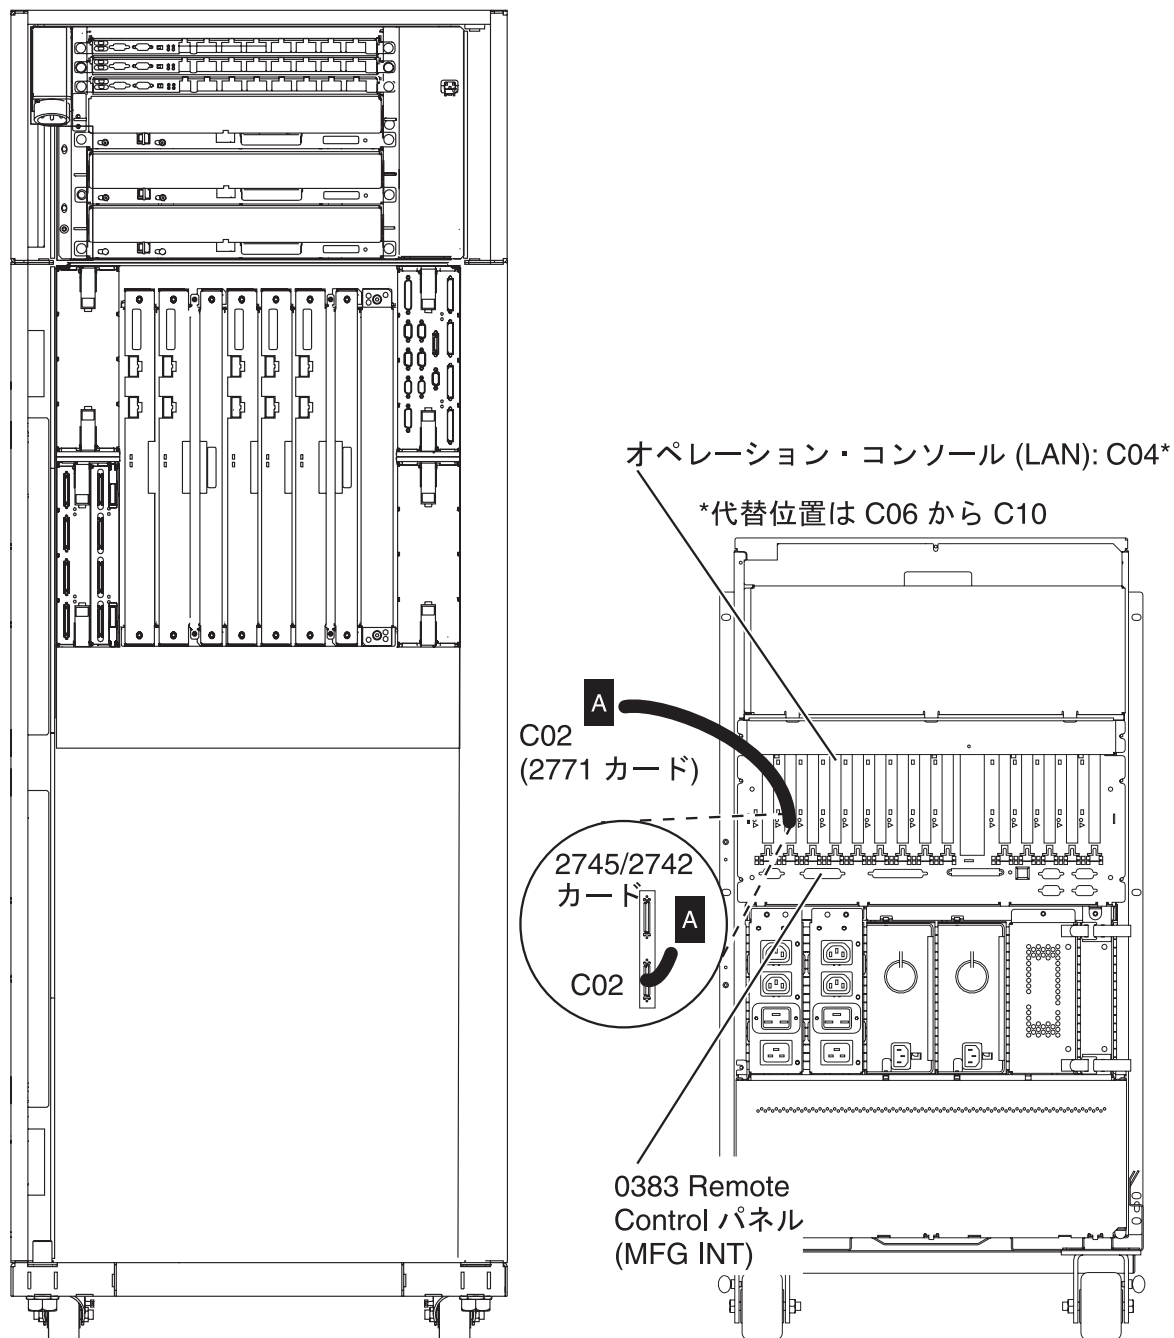 オペレーション・コンソール (LAN): C04*
*代替位置は C06 から C10
A
C02
(2771 カード)
2745/2742
カード
A
C02
0383 Remote
Control パネル
(MFG INT)